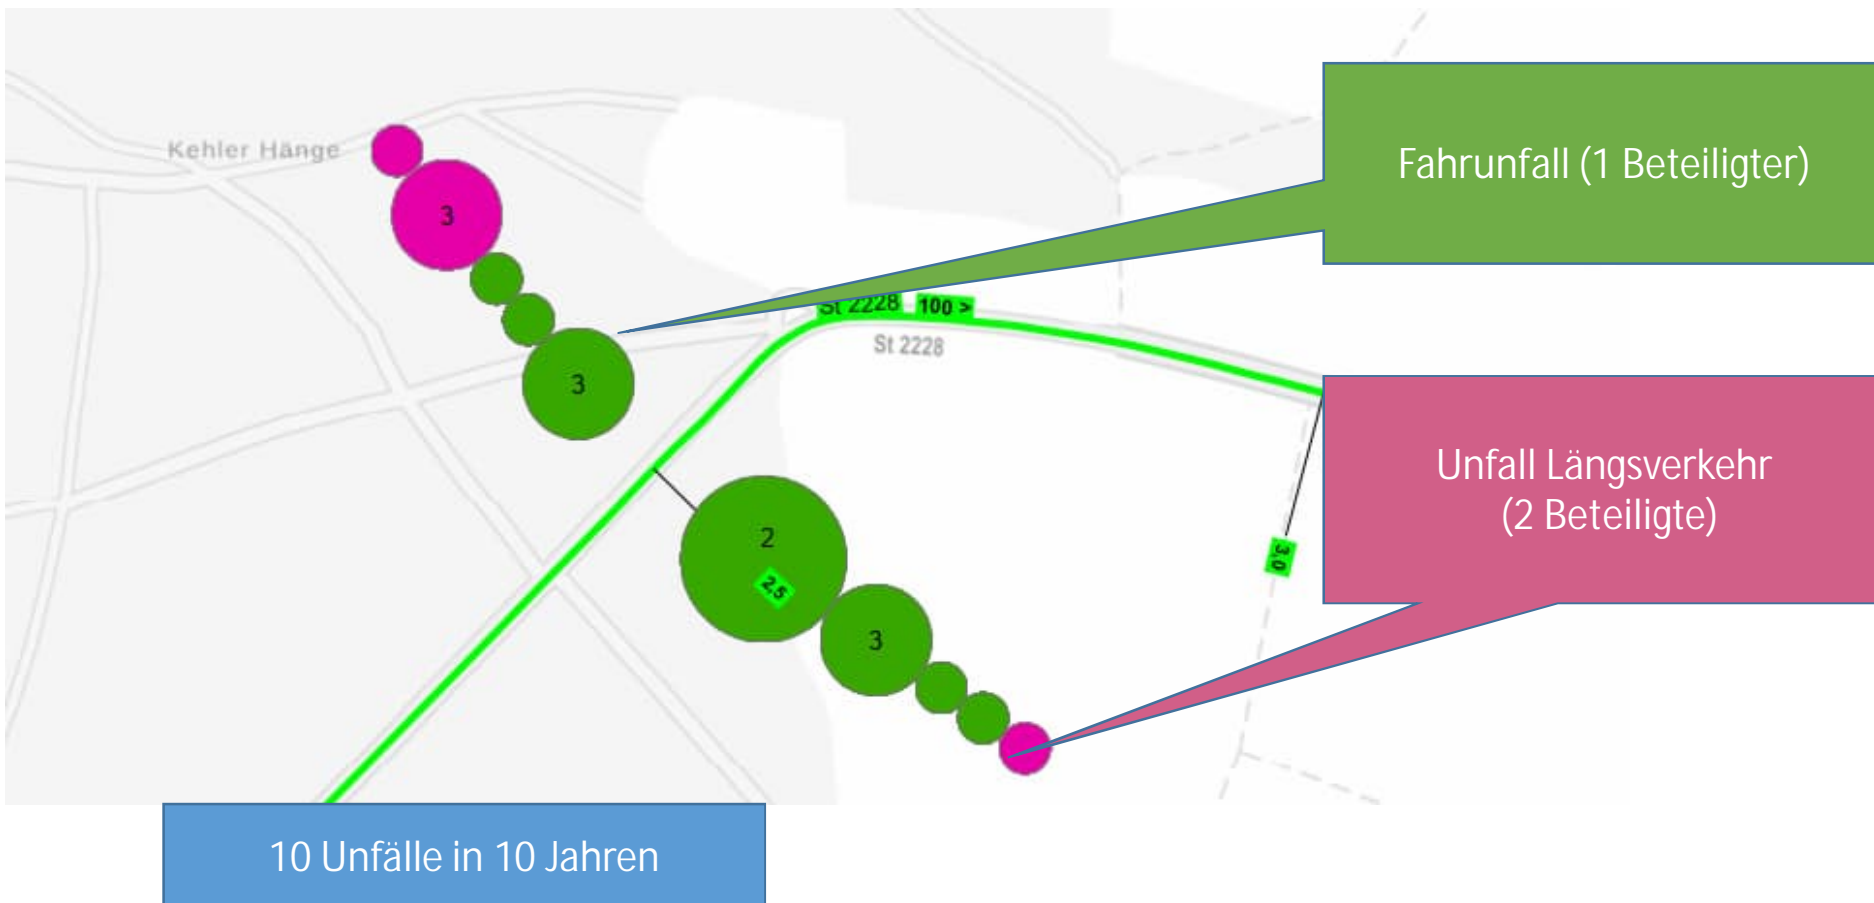 Fahrunfall (1 Beteiligter)
Kehler Hänge
3
St 2228 100 >
St 2228
3
Unfall Längsverkehr
(2 Beteiligte)
2
3,0
2,5
3
10 Unfälle in 10 Jahren